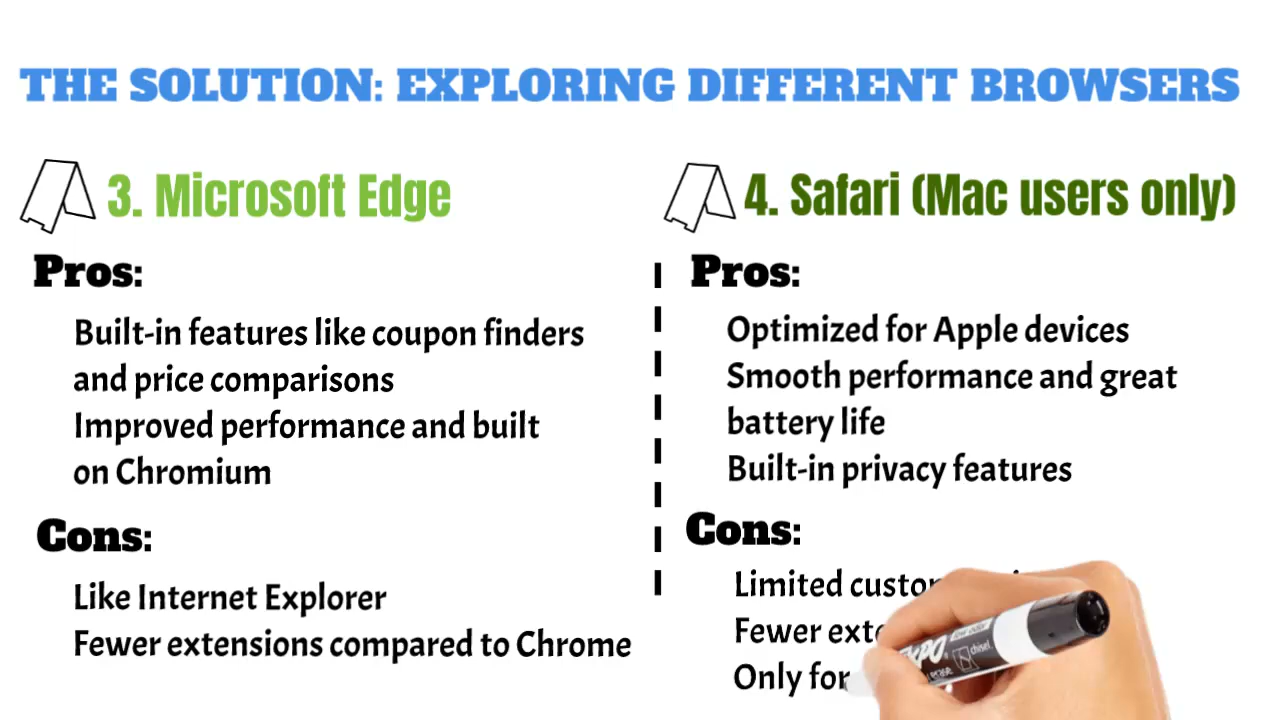 THE SOLUTION: EXPLORING DIFFERENT BROWSERS
3. Microsoft Edge
Pros:
Built-in features like coupon finders
and price comparisons
Improved performance and built
on Chromium
Cons:
Like Internet Explorer
Fewer extensions compared to Chrome
4. Safari (Mac users only)
Pros:
Optimized for Apple devices
Smooth performance and great
battery life
Built-in privacy features
Cons:
Limited
Fewer
Only for
low odor
chisel